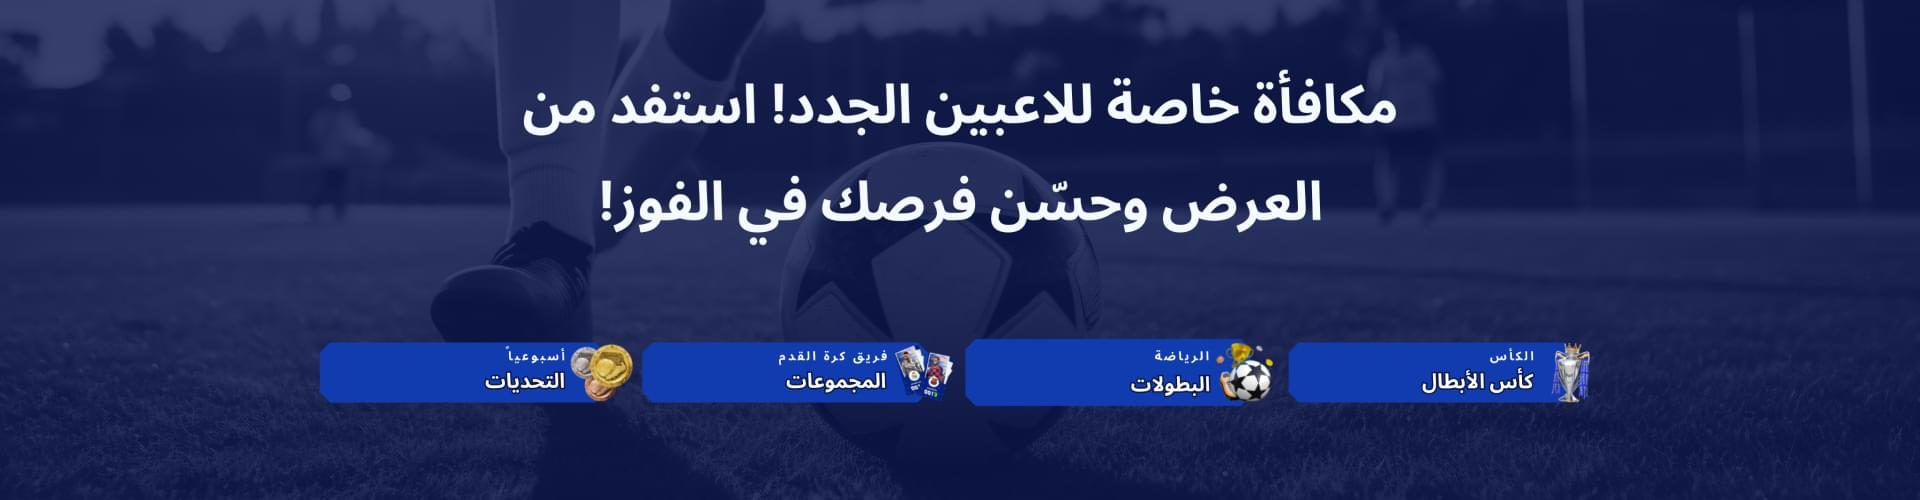 مكافأة خاصة للاعبين الجدد! استفد من
العرض وحسّن فرصك في الفوز!
الكأس
كأس الأبطال
الرياضة
البطولات
فريق كرة القدم
المجموعات
أسبوعياً
التحديات